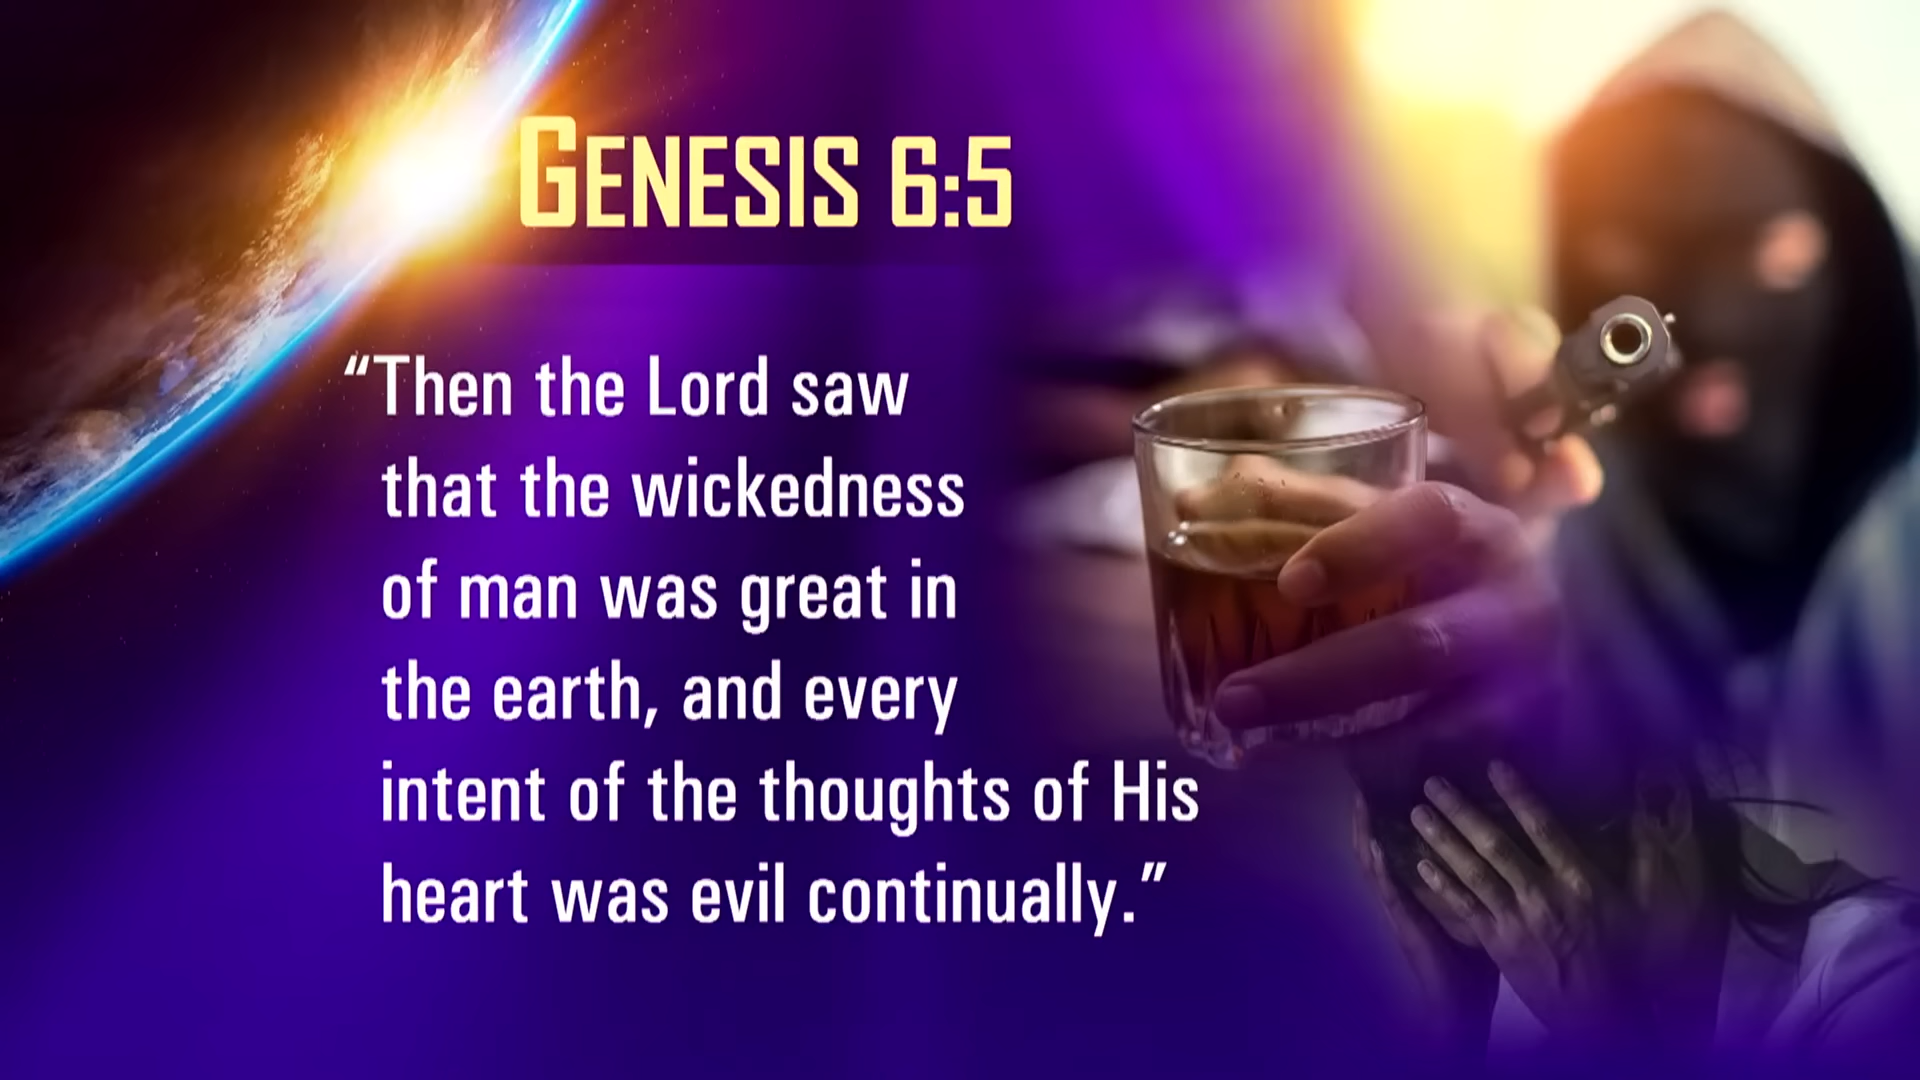 GENESIS 6:5
“Then the Lord saw
that the wickedness
of man was great in
the earth, and every
intent of the thoughts of His
heart was evil continually.”